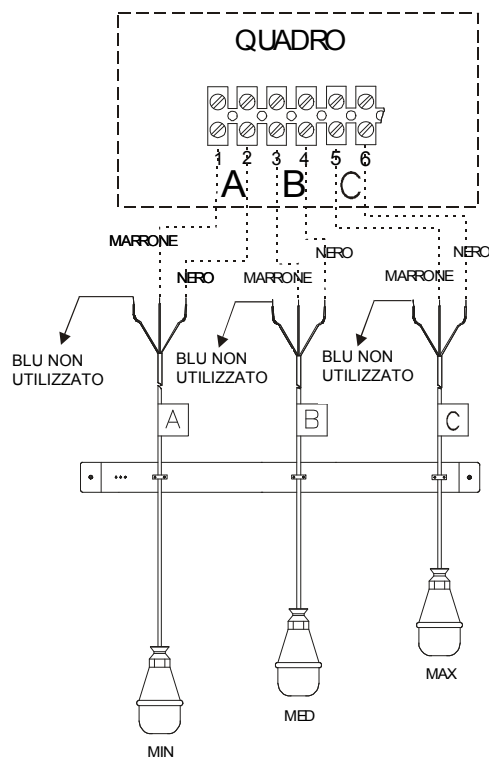 QUADRO
1 2 3 4 5 6
A B C
MARRONE
NERO
MARRONE
NERO
MARRONE
NERO
BLU NON
UTILIZZATO
BLU NON
UTILIZZATO
BLU NON
UTILIZZATO
A B C
MIN
MED
MAX